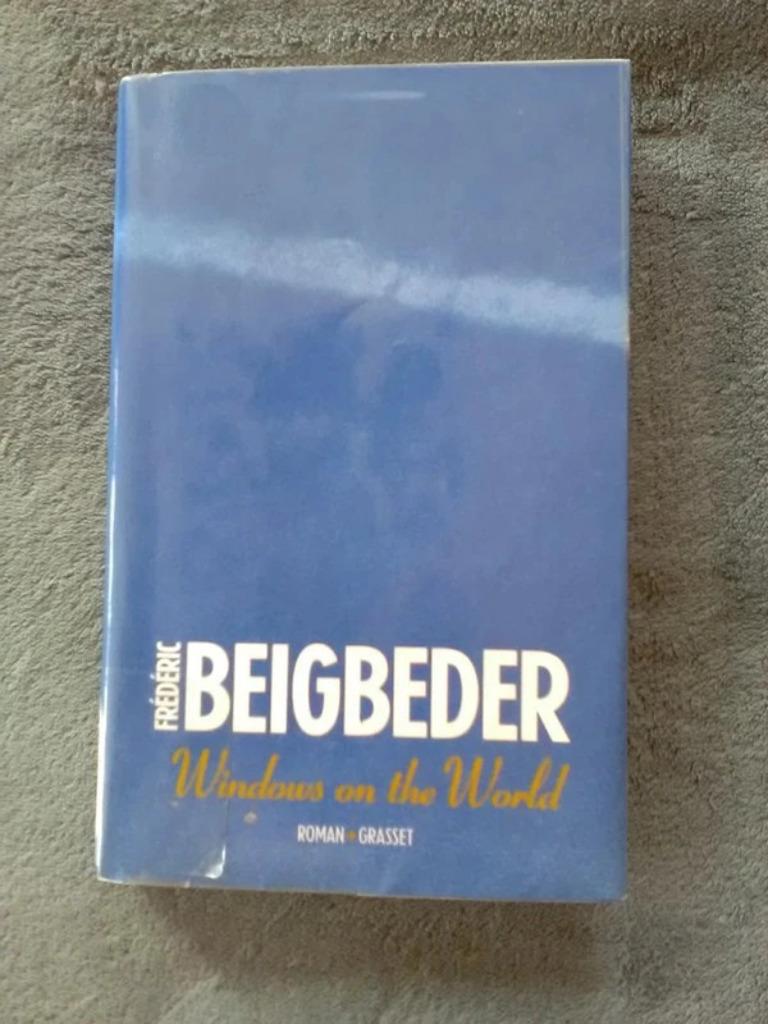 FRÉDÉRIC
BEIGBEDER
Windows on the World
ROMAN • GRASSET